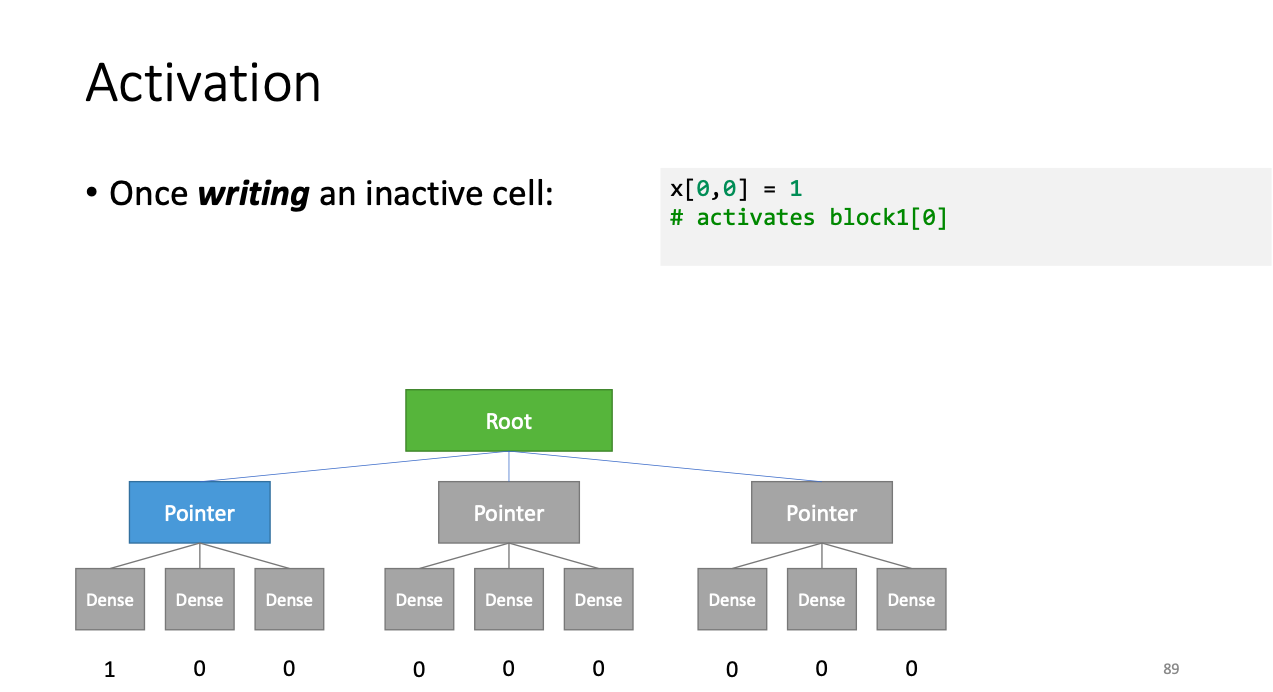 Activation
• Once writing an inactive cell:
x[0,0] = 1
# activates block1[0]
Root
Pointer Pointer Pointer
Dense Dense Dense Dense Dense Dense Dense Dense Dense
1 0 0 0 0 0 0 0 0
89